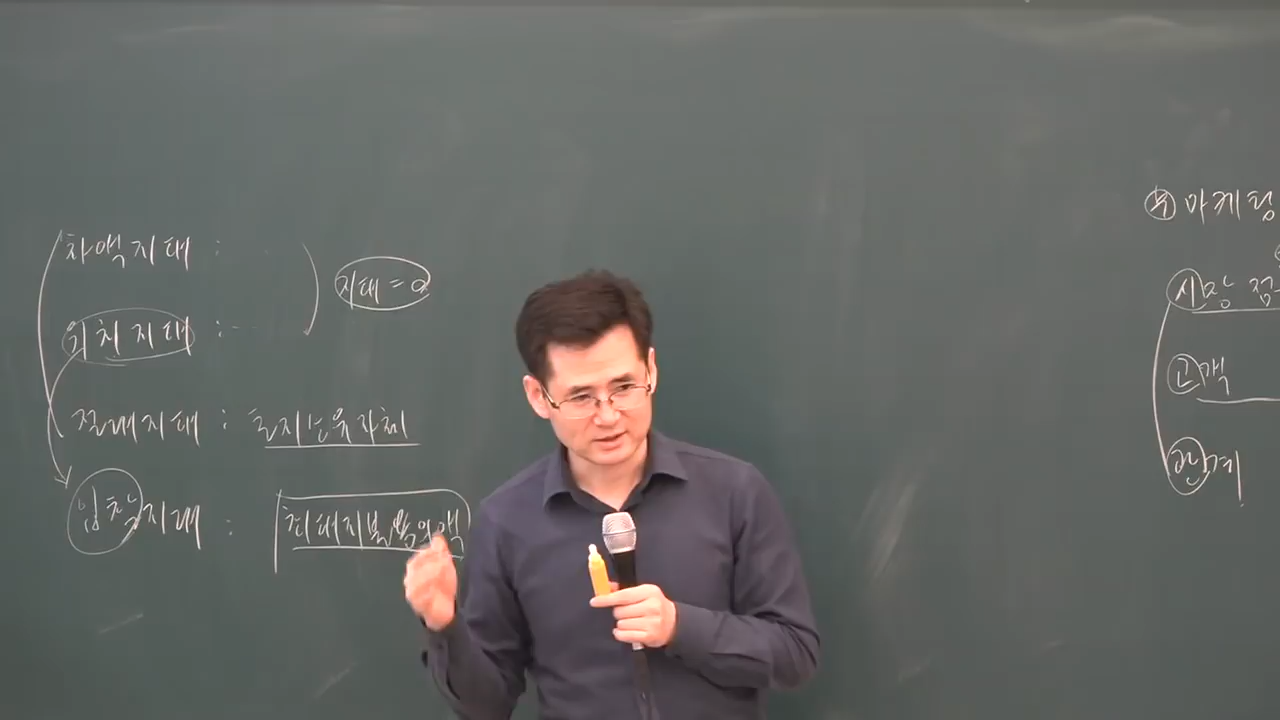 차액지대 :
지대 = 0
위치지대 :
절대지대 : 토지소유자체
입찰지대 : 최대지불용의액
부 마케팅
시장 점
고객
관계